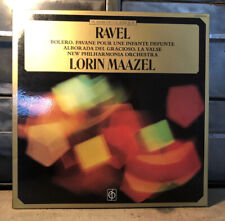 RAVEL
BOLERO. PAVANE POUR UNE INFANTE DEFUNTE
ALBORADA DEL GRACIOSO. LA VALSE
NEW PHILHARMONIA ORCHESTRA
LORIN MAAZEL